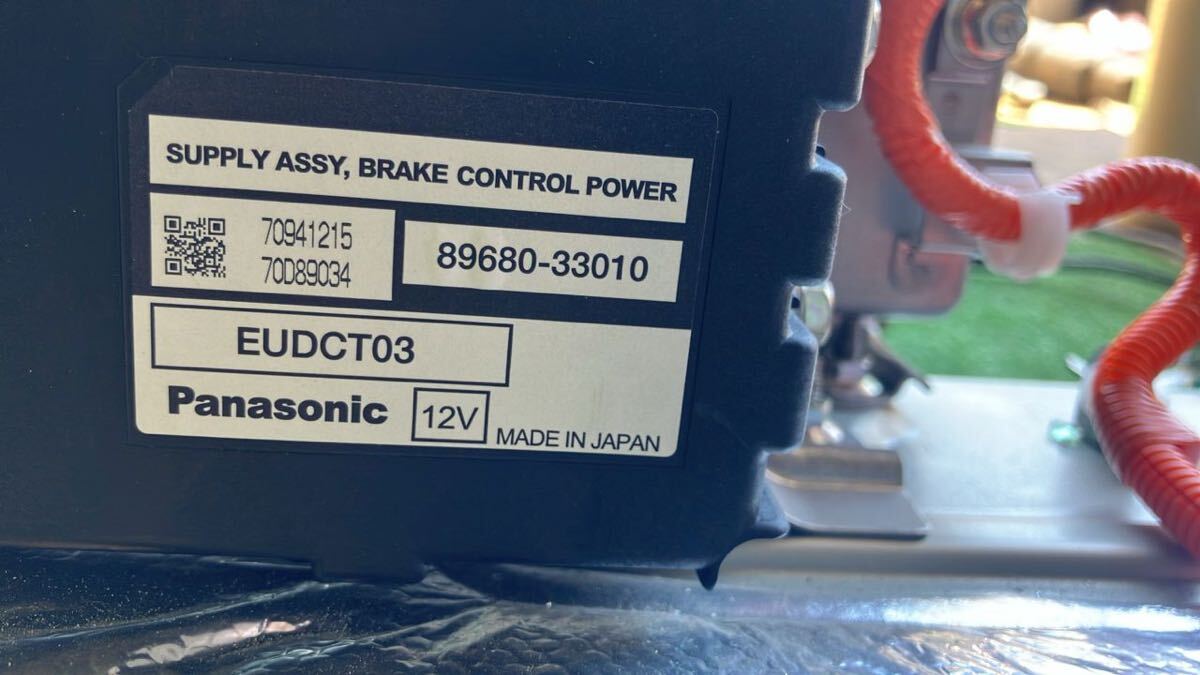 SUPPLY ASSY, BRAKE CONTROL POWER
70941215
70D89034
89680-33010
EUDCT03
Panasonic 12V MADE IN JAPAN